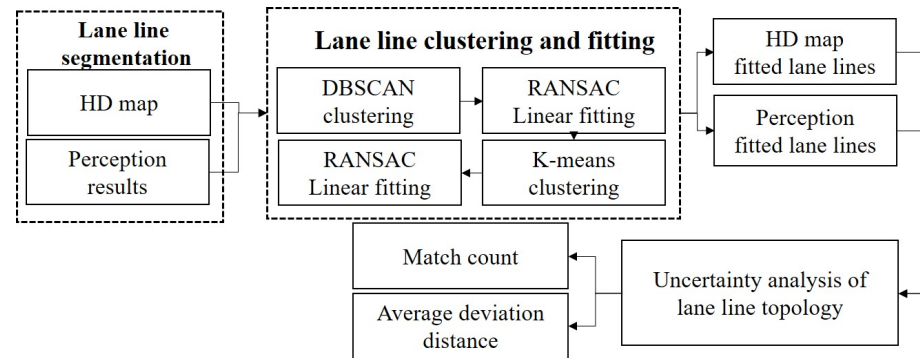 Lane line
segmentation
HD map
Perception
results
Lane line clustering and fitting
DBSCAN
clustering
RANSAC
Linear fitting
RANSAC
Linear fitting
K-means
clustering
HD map
fitted lane lines
Perception
fitted lane lines
Match count
Average deviation
distance
Uncertainty analysis of
lane line topology